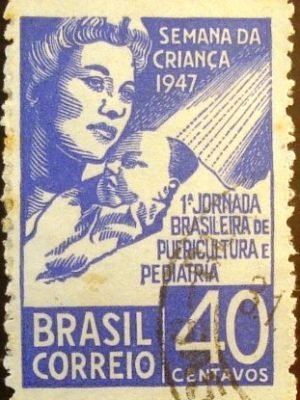 SEMANA DA
CRIANÇA
1947
1ª JORNADA
BRASILEIRA DE
PUERICULTURA E
PEDIATRIA
BRASIL
CORREIO
40
CENTAVOS